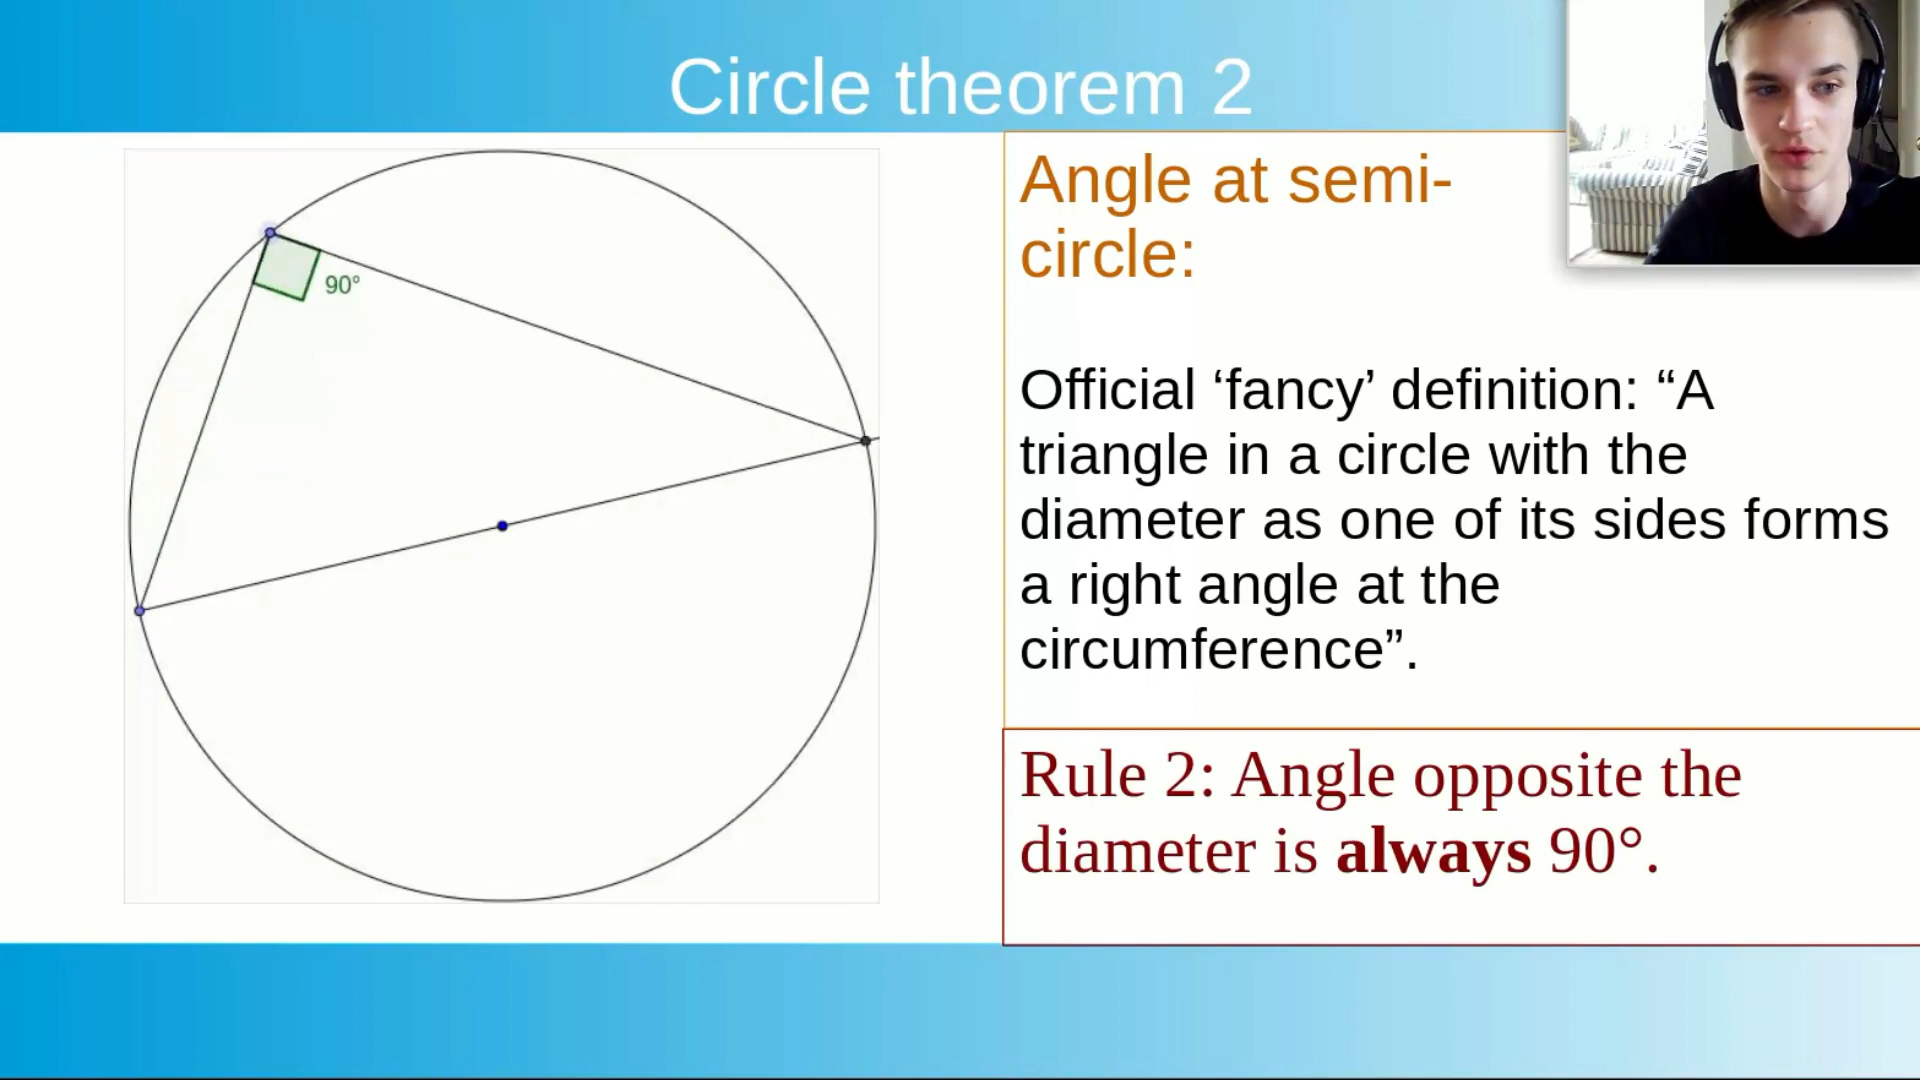 Circle theorem 2
90°
Angle at semi-
circle:
Official ‘fancy’ definition: “A
triangle in a circle with the
diameter as one of its sides forms
a right angle at the
circumference”.
Rule 2: Angle opposite the
diameter is always 90°.